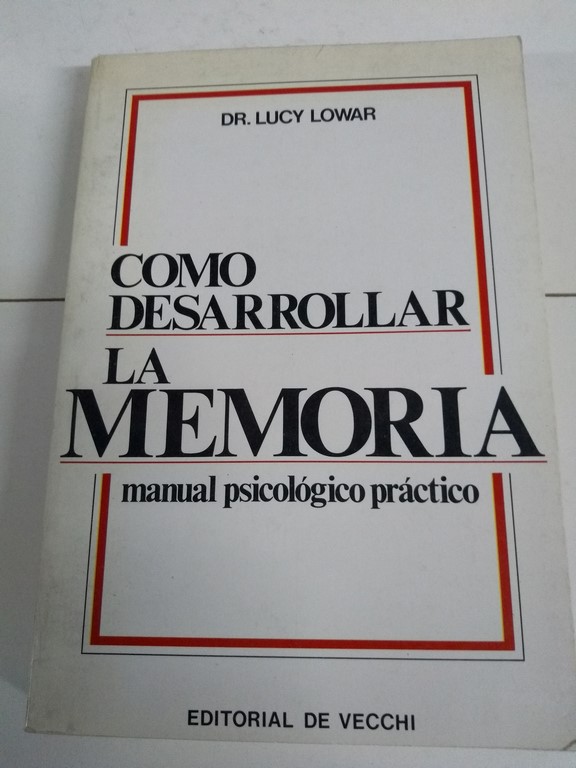 DR. LUCY LOWAR
COMO
DESARROLLAR
LA
MEMORIA
manual psicológico práctico
EDITORIAL DE VECCHI